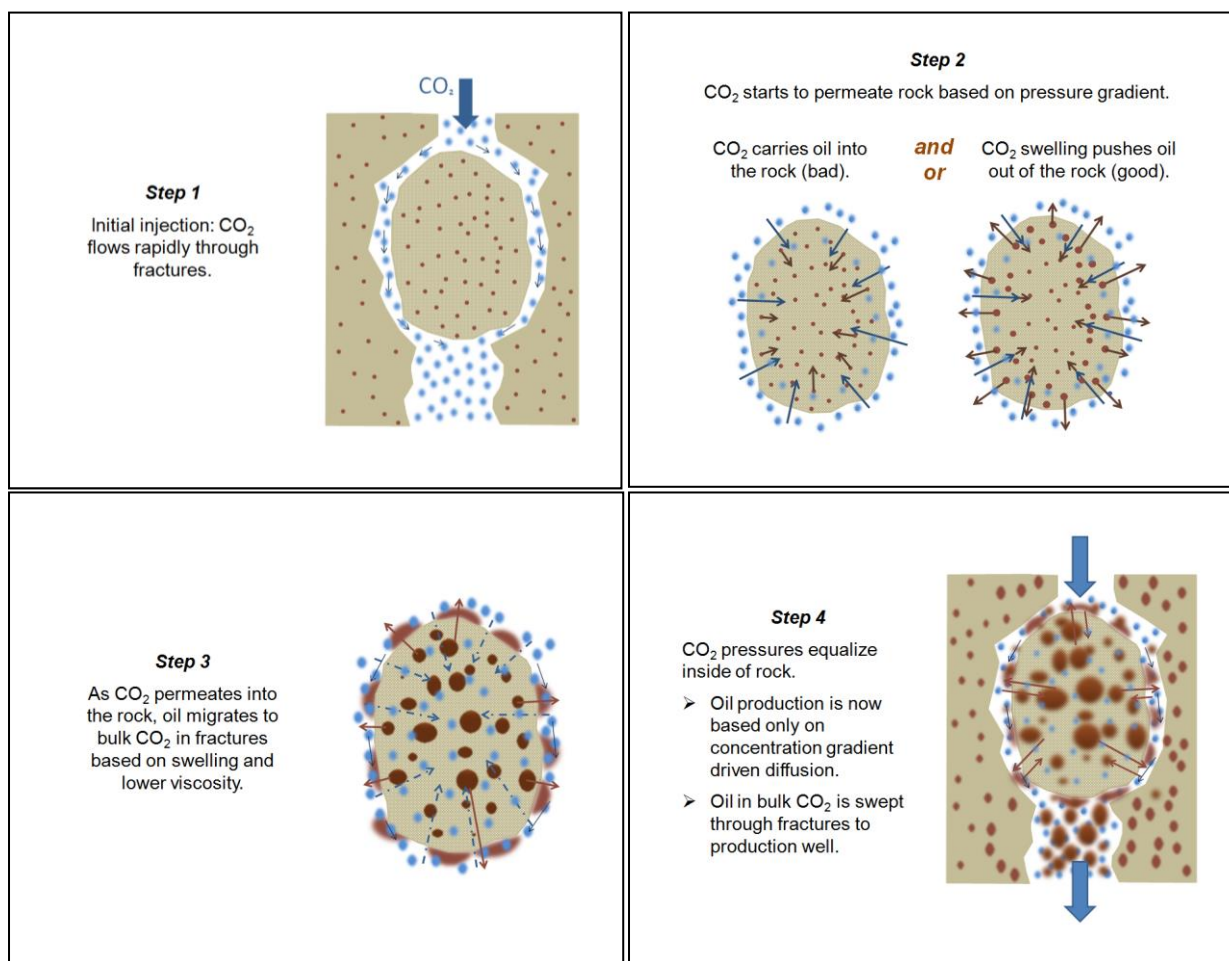 Step 1
Initial injection: CO₂
flows rapidly through
fractures.
CO₂
Step 2
CO₂ starts to permeate rock based on pressure gradient.
CO₂ carries oil into
the rock (bad).
and
or
CO₂ swelling pushes oil
out of the rock (good).
Step 3
As CO₂ permeates into
the rock, oil migrates to
bulk CO₂ in fractures
based on swelling and
lower viscosity.
Step 4
CO₂ pressures equalize
inside of rock.
➢ Oil production is now
based only on
concentration gradient
driven diffusion.
➢ Oil in bulk CO₂ is swept
through fractures to
production well.